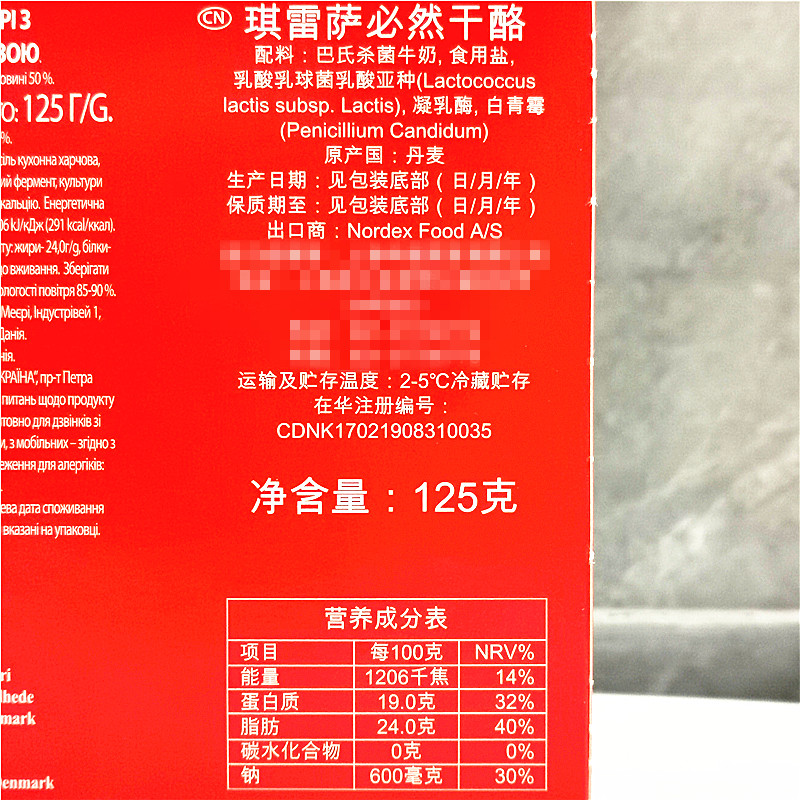 РІ З
ВОЮ.
овині 50 %.
ТО: 125 Г/G.
%.
сіль кухонна харчова,
ий фермент, культури
кальцію. Енергетична
06 kJ/кДж (291 kcal/ккал).
ту: жири- 24,0г/g, білки-
о вживання. Зберігати
ологості повітря 85-90 %.
Меєрі, Індустрівей 1,
Данія.
нія.
КРАЇНА", пр-т Петра
питань щодо продукту
товно для дзвінків зі
и, з мобільних – згідно з
еження для алергіків:
ева дата споживання
вказані на упаковці.
ri
lhede
mark
Denmark
CN 琪雷萨必然干酪
配料：巴氏杀菌牛奶, 食用盐,
乳酸乳球菌乳酸亚种(Lactococcus
lactis subsp. Lactis), 凝乳酶, 白青霉
(Penicillium Candidum)
原产国：丹麦
生产日期：见包装底部（日/月/年）
保质期至：见包装底部（日/月/年）
出口商：Nordex Food A/S
运输及贮存温度：2-5℃冷藏贮存
在华注册编号：
CDNK17021908310035
净含量：125克
营养成分表
项目 每100克 NRV%
能量 1206千焦 14%
蛋白质 19.0克 32%
脂肪 24.0克 40%
碳水化合物 0克 0%
钠 600毫克 30%